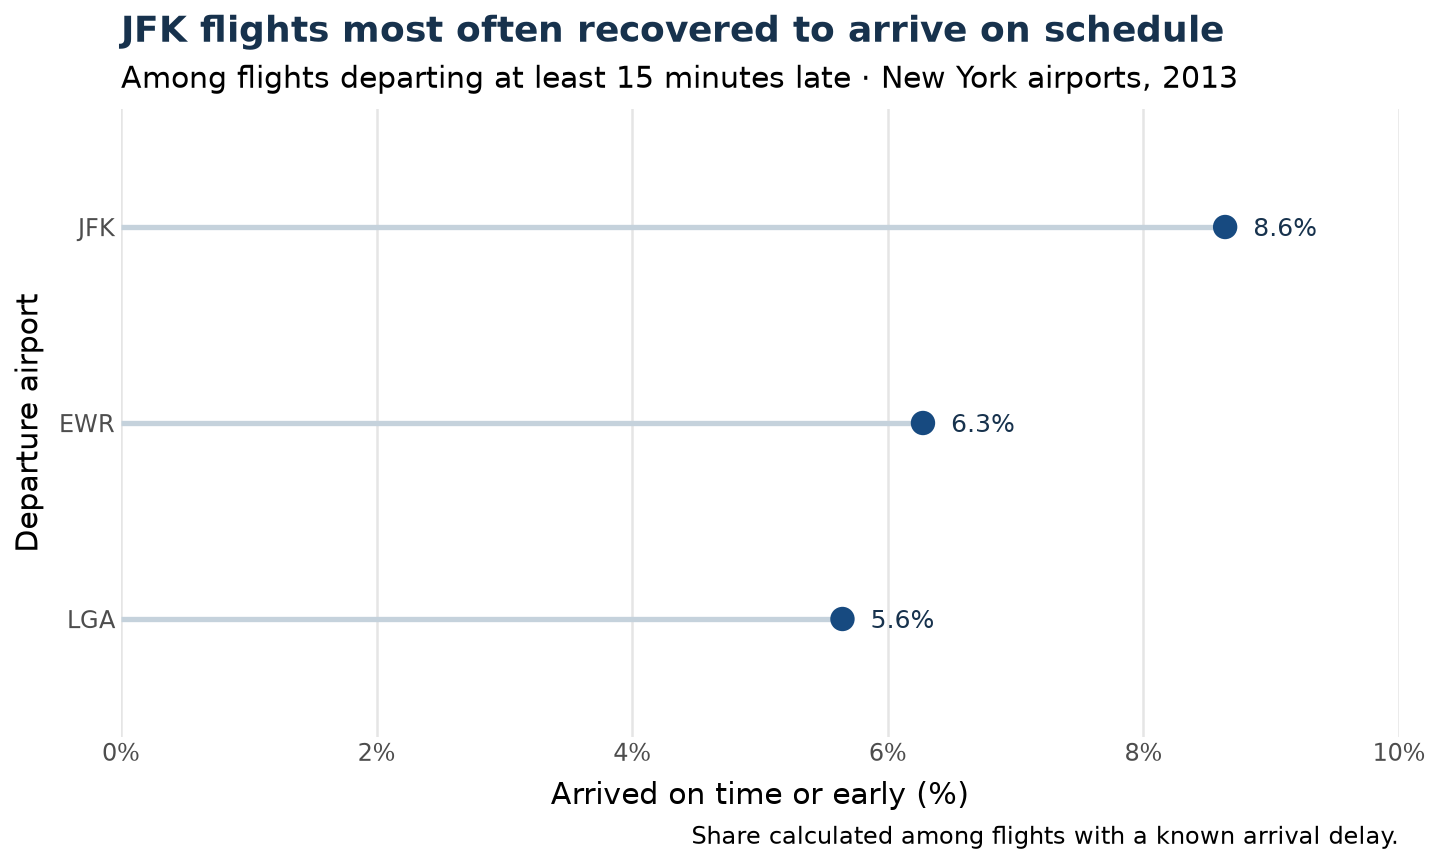 JFK flights most often recovered to arrive on schedule
Among flights departing at least 15 minutes late · New York airports, 2013
Departure airport
JFK
8.6%
EWR
6.3%
LGA
5.6%
0%
2%
4%
6%
8%
10%
Arrived on time or early (%)
Share calculated among flights with a known arrival delay.